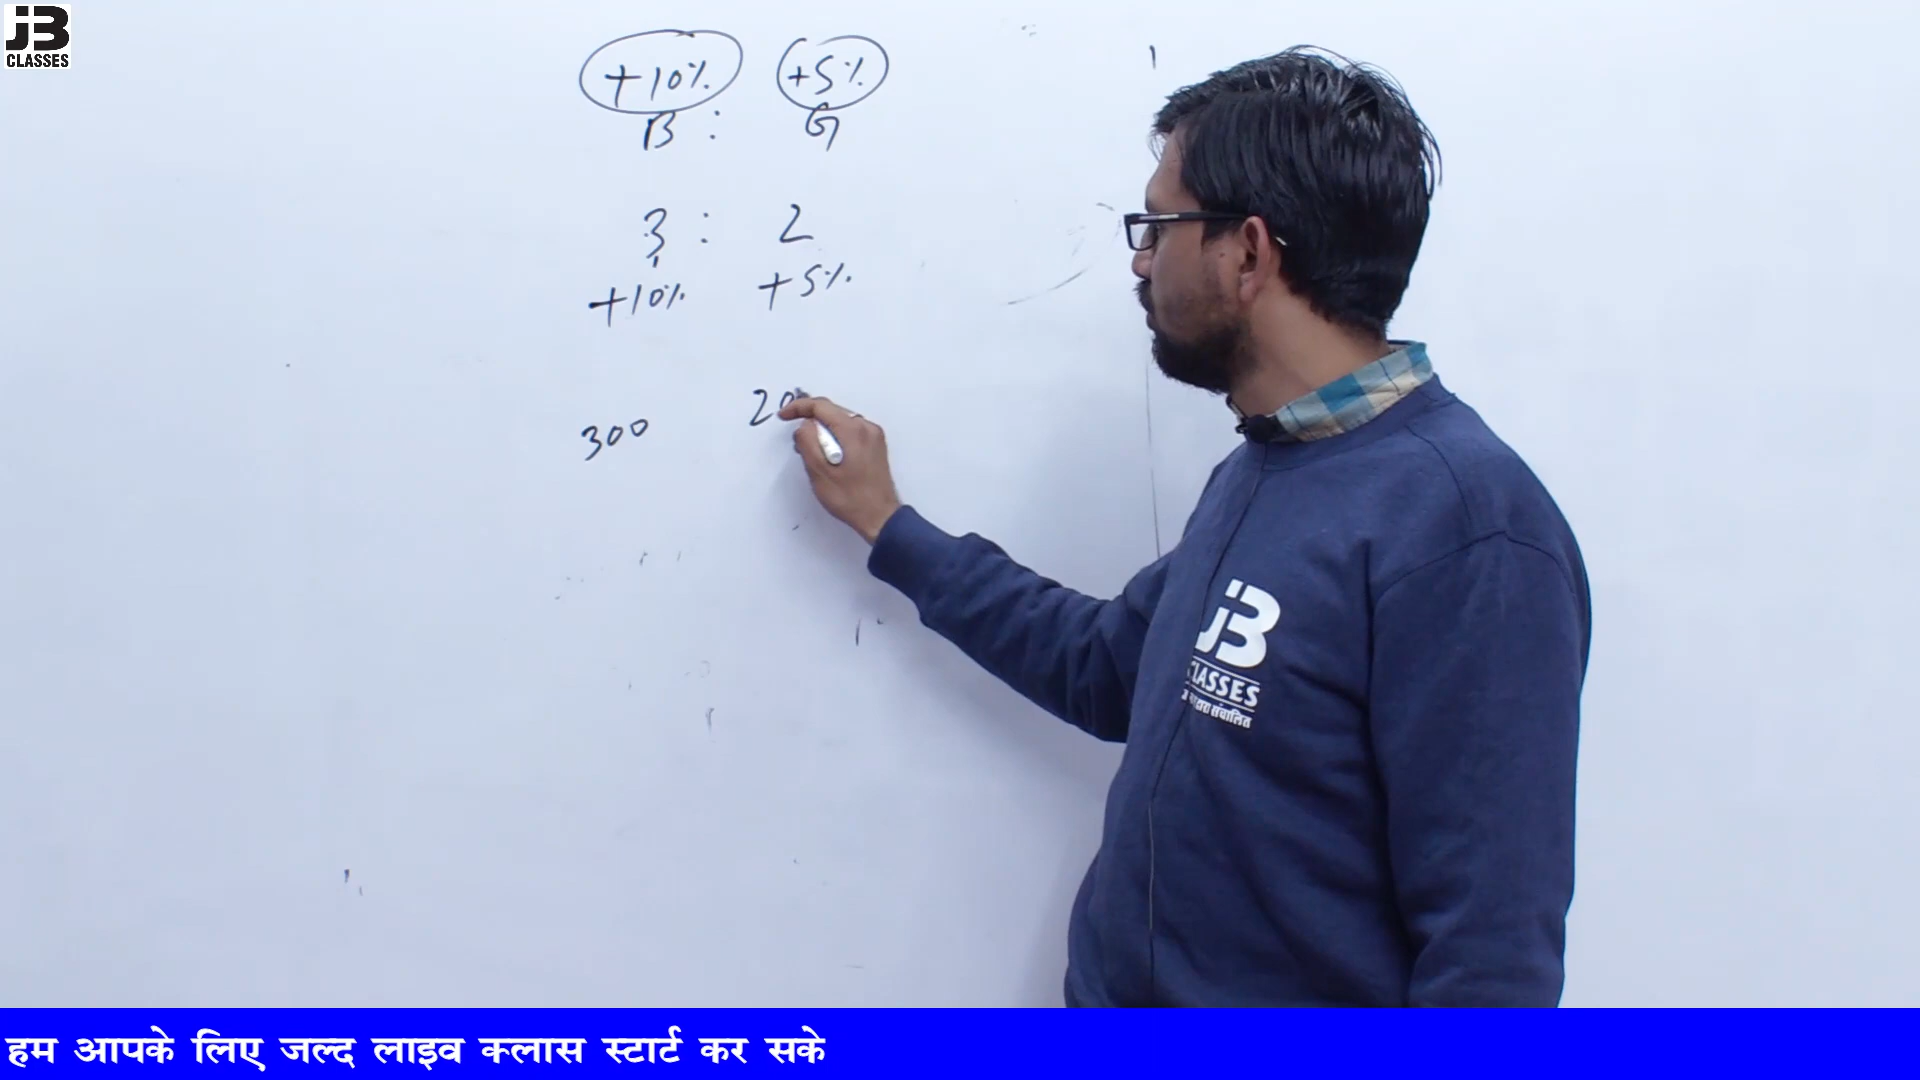 JB
CLASSES
+10% +5%
B : G
3 : 2
+10% +5%
300 20
JB
CLASSES
द्वारा संचालित
हम आपके लिए जल्द लाइव क्लास स्टार्ट कर सके